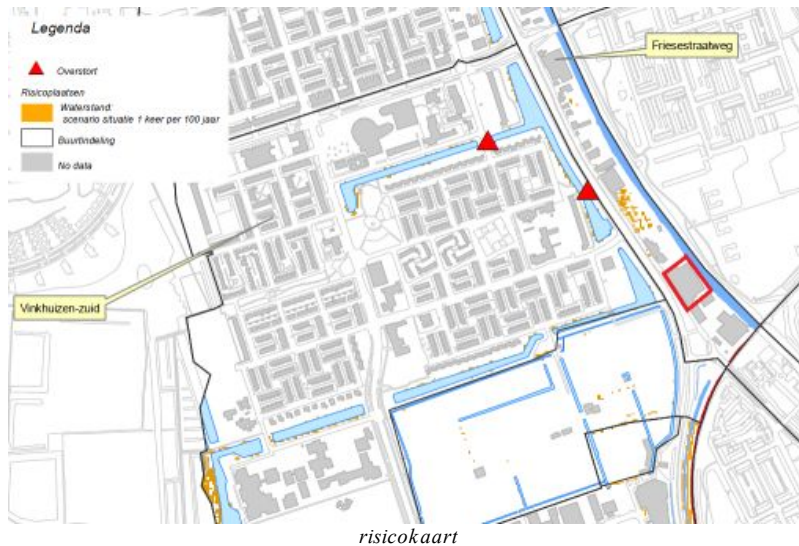 Legenda
Overstort
Risicoplaatsen
Waterstand:
scenario situatie 1 keer per 100 jaar
Buurtindeling
No data
Friesestraatweg
Vinkhuizen-zuid
risicokaart